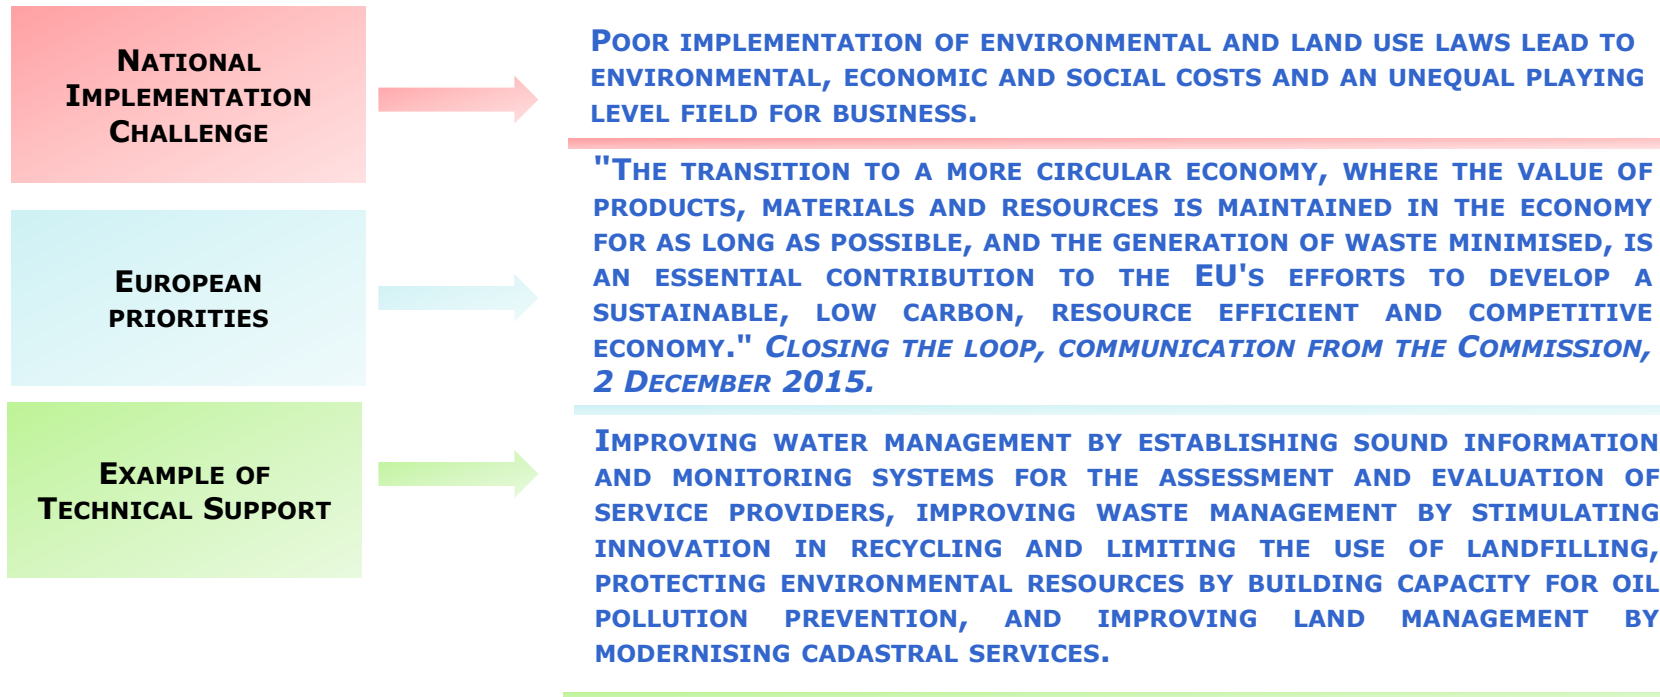 National
Implementation
Challenge
Poor implementation of environmental and land use laws lead to
environmental, economic and social costs and an unequal playing
level field for business.
European
priorities
"The transition to a more circular economy, where the value of
products, materials and resources is maintained in the economy
for as long as possible, and the generation of waste minimised, is
an essential contribution to the EU's efforts to develop a
sustainable, low carbon, resource efficient and competitive
economy." Closing the loop, communication from the Commission,
2 December 2015.
Example of
Technical Support
Improving water management by establishing sound information
and monitoring systems for the assessment and evaluation of
service providers, improving waste management by stimulating
innovation in recycling and limiting the use of landfilling,
protecting environmental resources by building capacity for oil
pollution prevention, and improving land management by
modernising cadastral services.